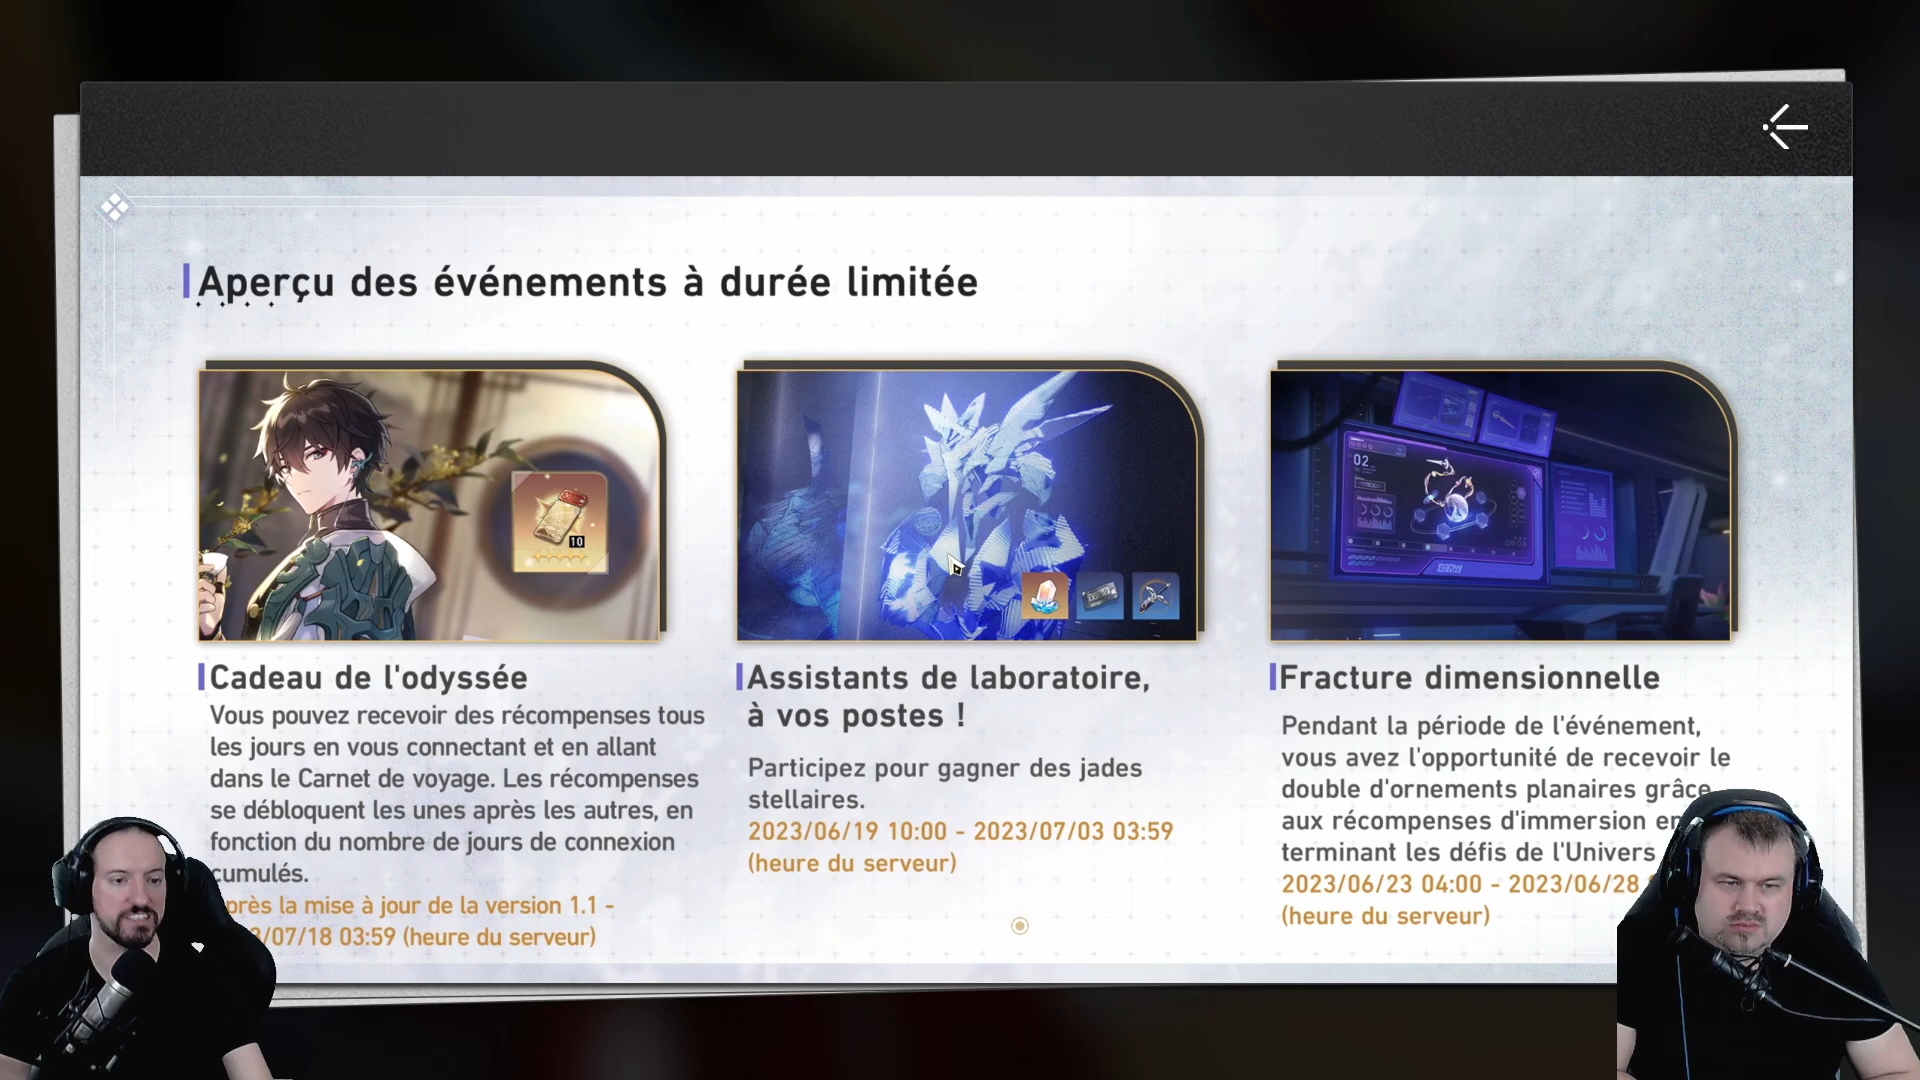 Aperçu des événements à durée limitée
10
02
Cadeau de l'odyssée
Vous pouvez recevoir des récompenses tous
les jours en vous connectant et en allant
dans le Carnet de voyage. Les récompenses
se débloquent les unes après les autres, en
fonction du nombre de jours de connexion
cumulés.
près la mise à jour de la version 1.1 -
3/07/18 03:59 (heure du serveur)
Assistants de laboratoire,
à vos postes !
Participez pour gagner des jades
stellaires.
2023/06/19 10:00 - 2023/07/03 03:59
(heure du serveur)
Fracture dimensionnelle
Pendant la période de l'événement,
vous avez l'opportunité de recevoir le
double d'ornements planaires grâce
aux récompenses d'immersion en
terminant les défis de l'Univers
2023/06/23 04:00 - 2023/06/28
(heure du serveur)